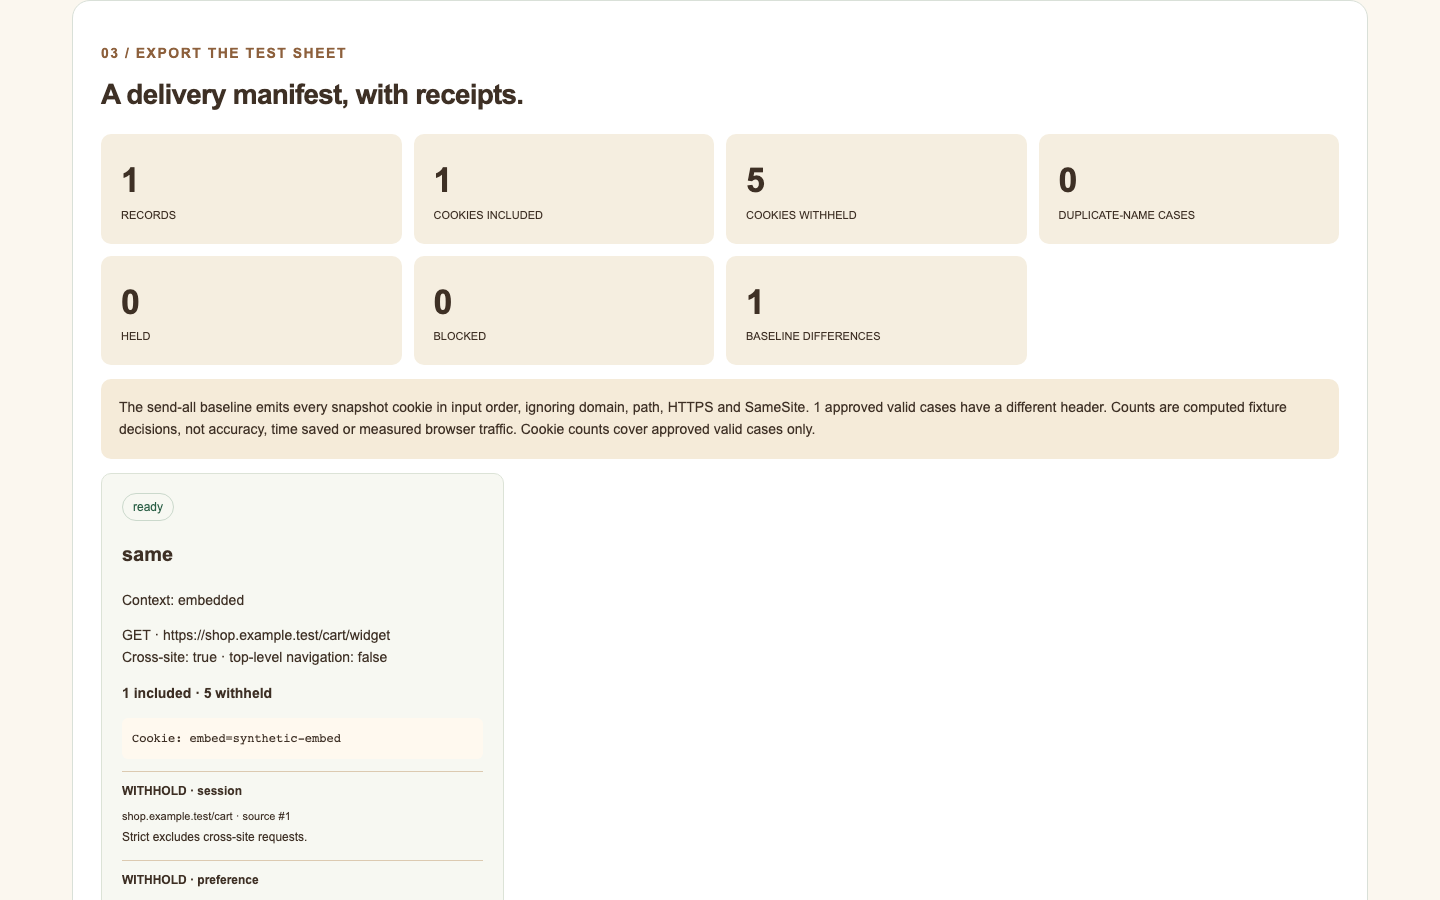 03 / EXPORT THE TEST SHEET
A delivery manifest, with receipts.
1
RECORDS
1
COOKIES INCLUDED
5
COOKIES WITHHELD
0
DUPLICATE-NAME CASES
0
HELD
0
BLOCKED
1
BASELINE DIFFERENCES
The send-all baseline emits every snapshot cookie in input order, ignoring domain, path, HTTPS and SameSite. 1 approved valid cases have a different header. Counts are computed fixture
decisions, not accuracy, time saved or measured browser traffic. Cookie counts cover approved valid cases only.
ready
same
Context: embedded
GET · https://shop.example.test/cart/widget
Cross-site: true · top-level navigation: false
1 included · 5 withheld
Cookie: embed=synthetic-embed
WITHHOLD · session
shop.example.test/cart · source #1
Strict excludes cross-site requests.
WITHHOLD · preference